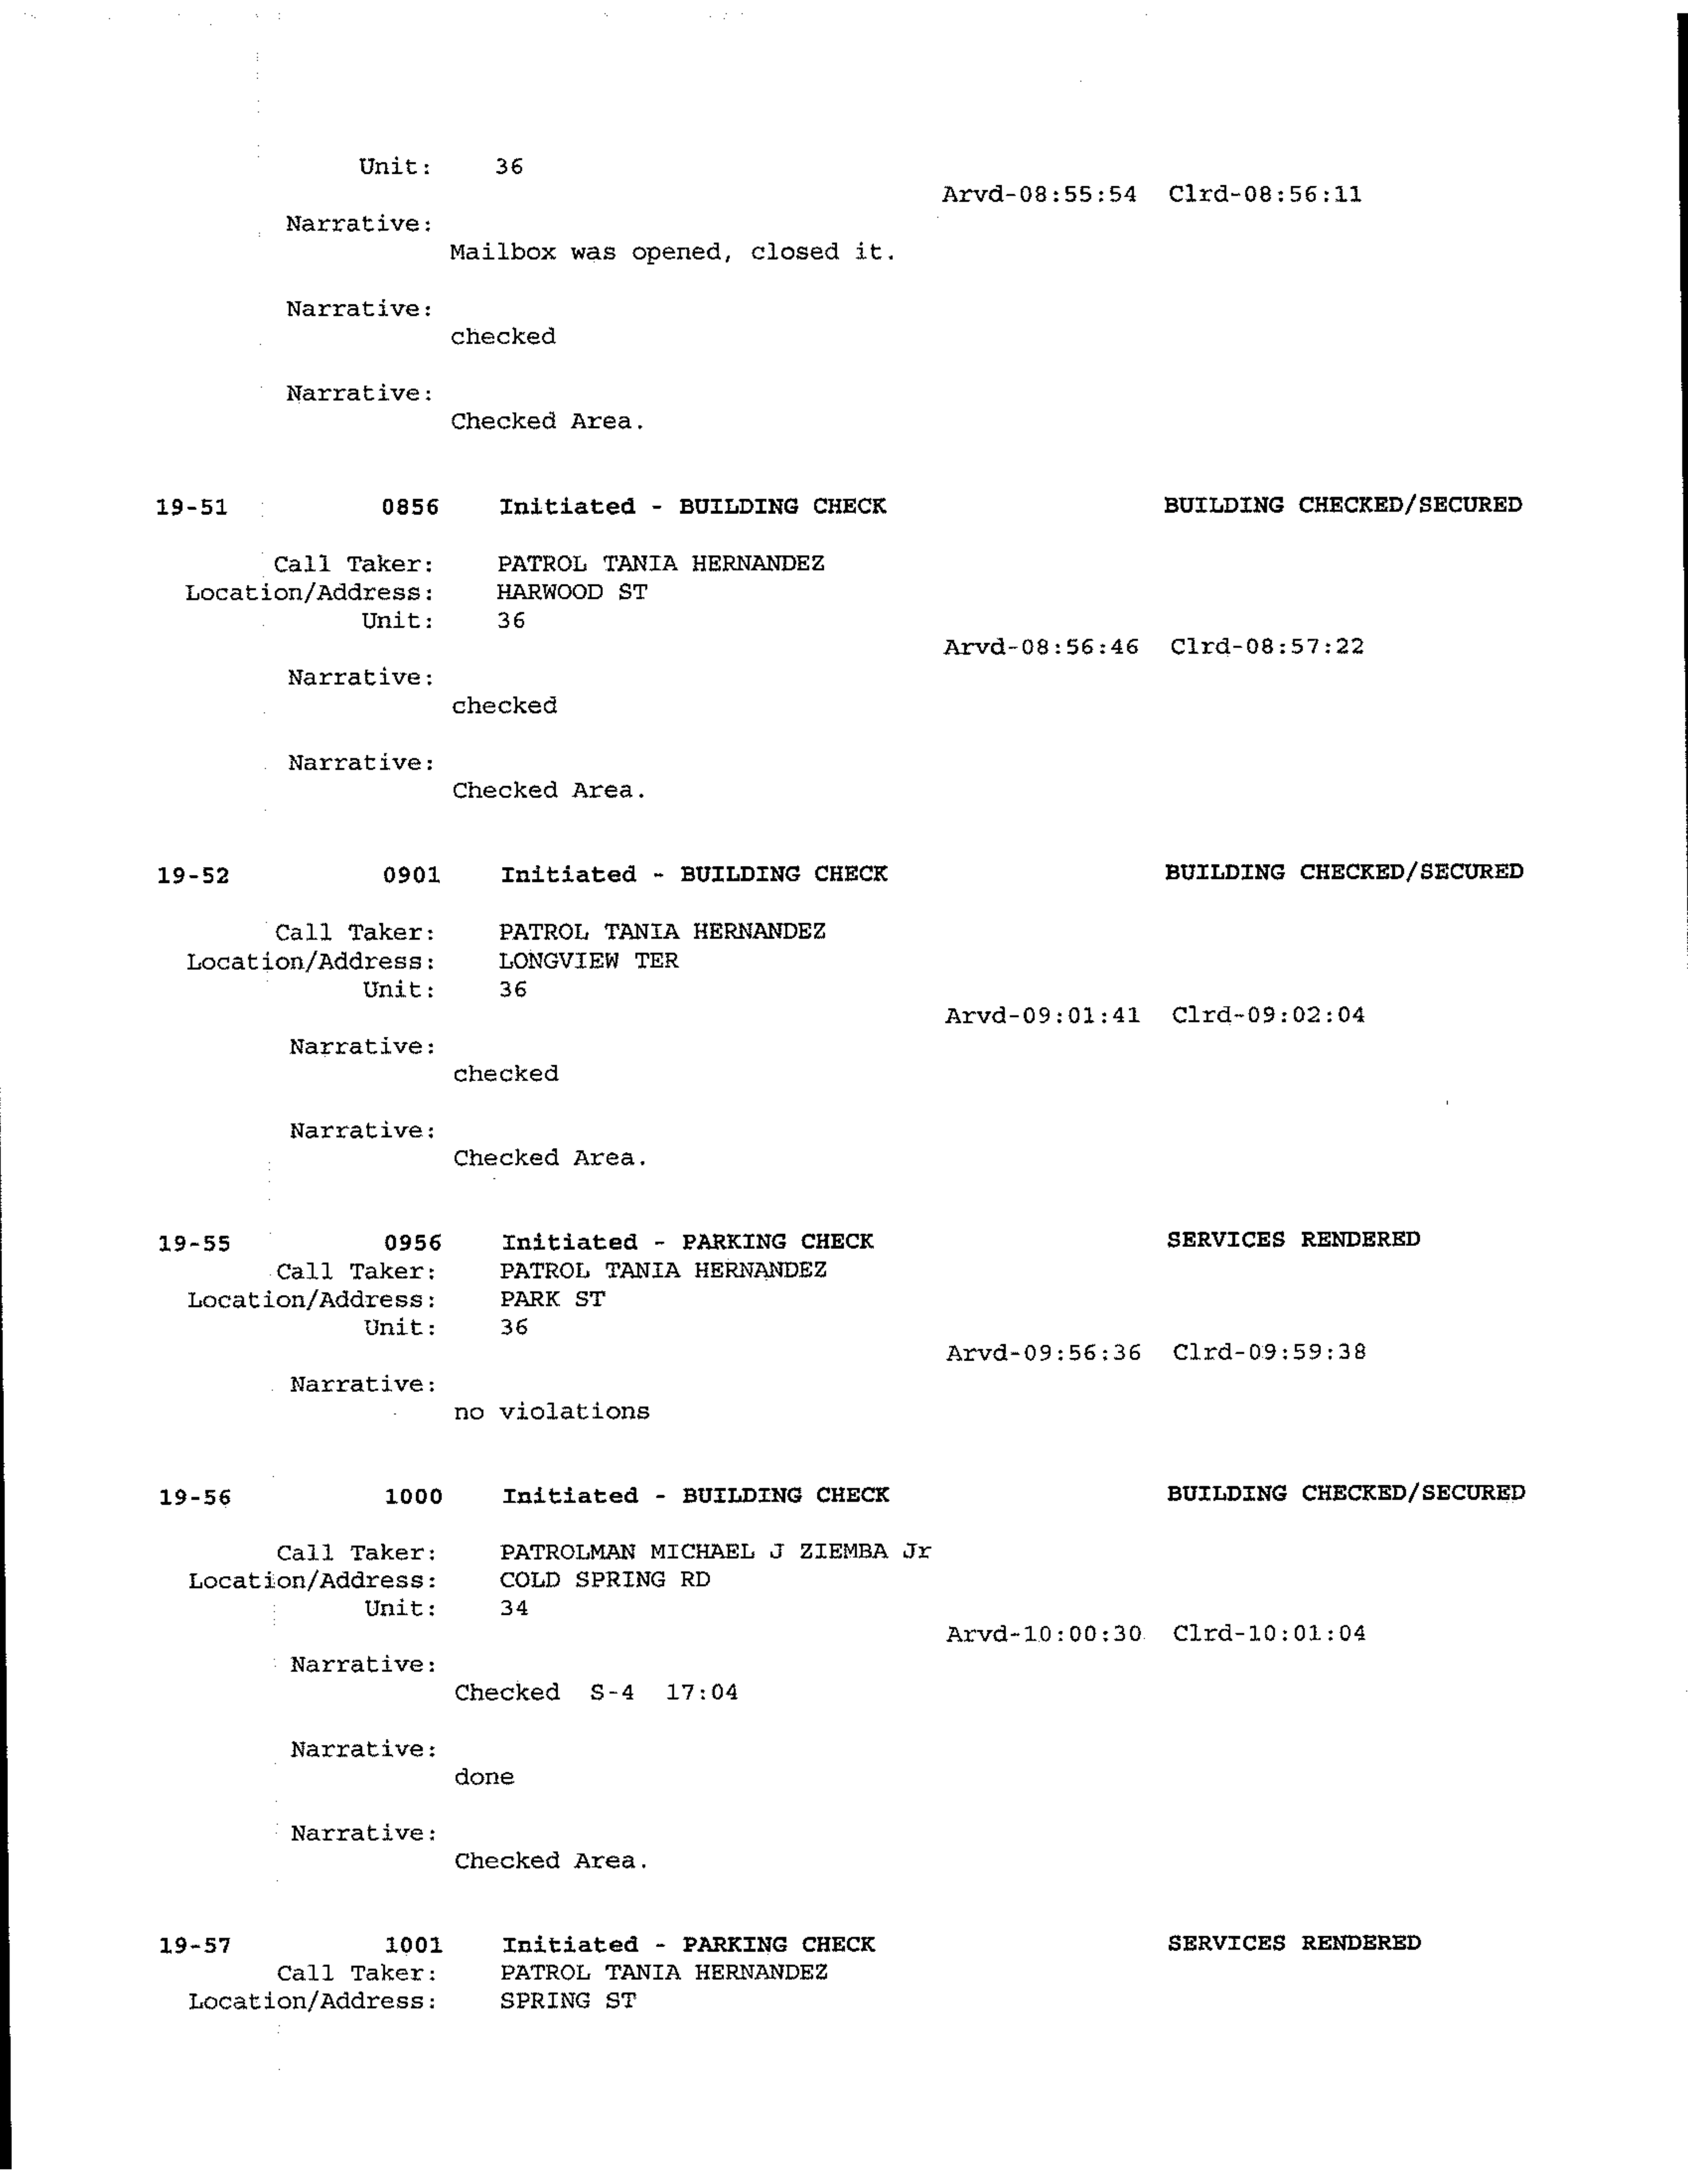 Unit: 36
Arvd-08:55:54 Clrd-08:56:11
Narrative:
Mailbox was opened, closed it.
Narrative:
checked
Narrative:
Checked Area.
19-51 0856 Initiated - BUILDING CHECK BUILDING CHECKED/SECURED
Call Taker: PATROL TANIA HERNANDEZ
Location/Address: HARWOOD ST
Unit: 36
Arvd-08:56:46 Clrd-08:57:22
Narrative:
checked
Narrative:
Checked Area.
19-52 0901 Initiated - BUILDING CHECK BUILDING CHECKED/SECURED
Call Taker: PATROL TANIA HERNANDEZ
Location/Address: LONGVIEW TER
Unit: 36
Arvd-09:01:41 Clrd-09:02:04
Narrative:
checked
Narrative:
Checked Area.
19-55 0956 Initiated - PARKING CHECK SERVICES RENDERED
Call Taker: PATROL TANIA HERNANDEZ
Location/Address: PARK ST
Unit: 36
Arvd-09:56:36 Clrd-09:59:38
Narrative:
no violations
19-56 1000 Initiated - BUILDING CHECK BUILDING CHECKED/SECURED
Call Taker: PATROLMAN MICHAEL J ZIEMBA Jr
Location/Address: COLD SPRING RD
Unit: 34
Arvd-10:00:30 Clrd-10:01:04
Narrative:
Checked S-4 17:04
Narrative:
done
Narrative:
Checked Area.
19-57 1001 Initiated - PARKING CHECK SERVICES RENDERED
Call Taker: PATROL TANIA HERNANDEZ
Location/Address: SPRING ST